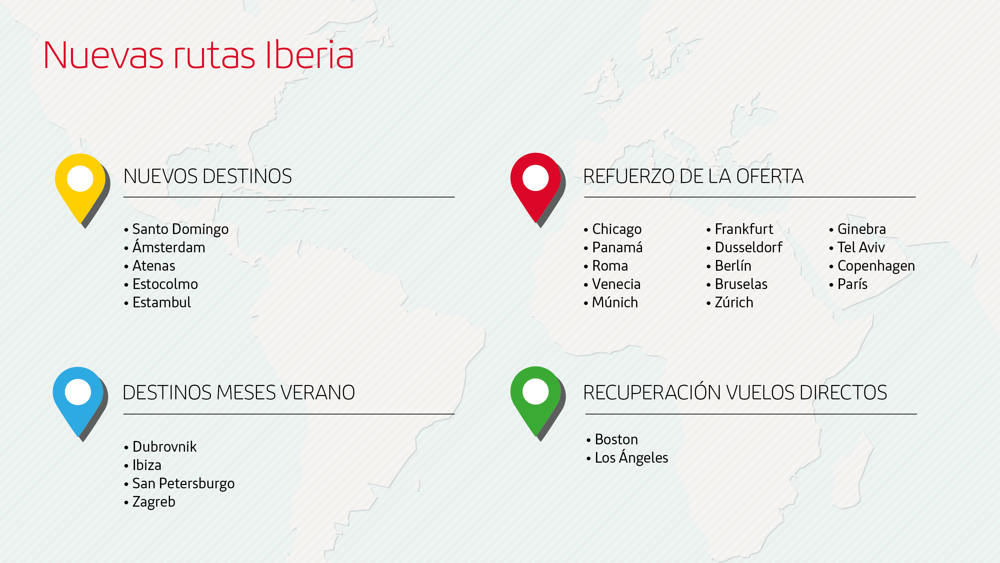 Nuevas rutas Iberia
NUEVOS DESTINOS
• Santo Domingo
• Ámsterdam
• Atenas
• Estocolmo
• Estambul
REFUERZO DE LA OFERTA
• Chicago
• Panamá
• Roma
• Venecia
• Múnich
• Frankfurt
• Dusseldorf
• Berlín
• Bruselas
• Zúrich
• Ginebra
• Tel Aviv
• Copenhagen
• París
DESTINOS MESES VERANO
• Dubrovnik
• Ibiza
• San Petersburgo
• Zagreb
RECUPERACIÓN VUELOS DIRECTOS
• Boston
• Los Ángeles